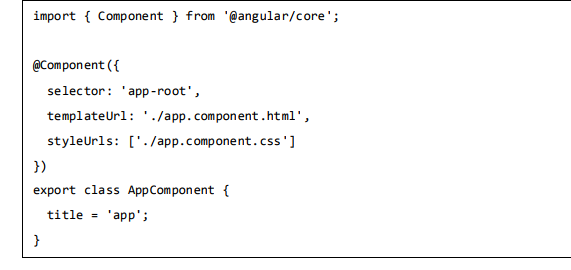 import { Component } from '@angular/core';
@Component({
selector: 'app-root',
templateUrl: './app.component.html',
styleUrls: ['./app.component.css']
})
export class AppComponent {
title = 'app';
}